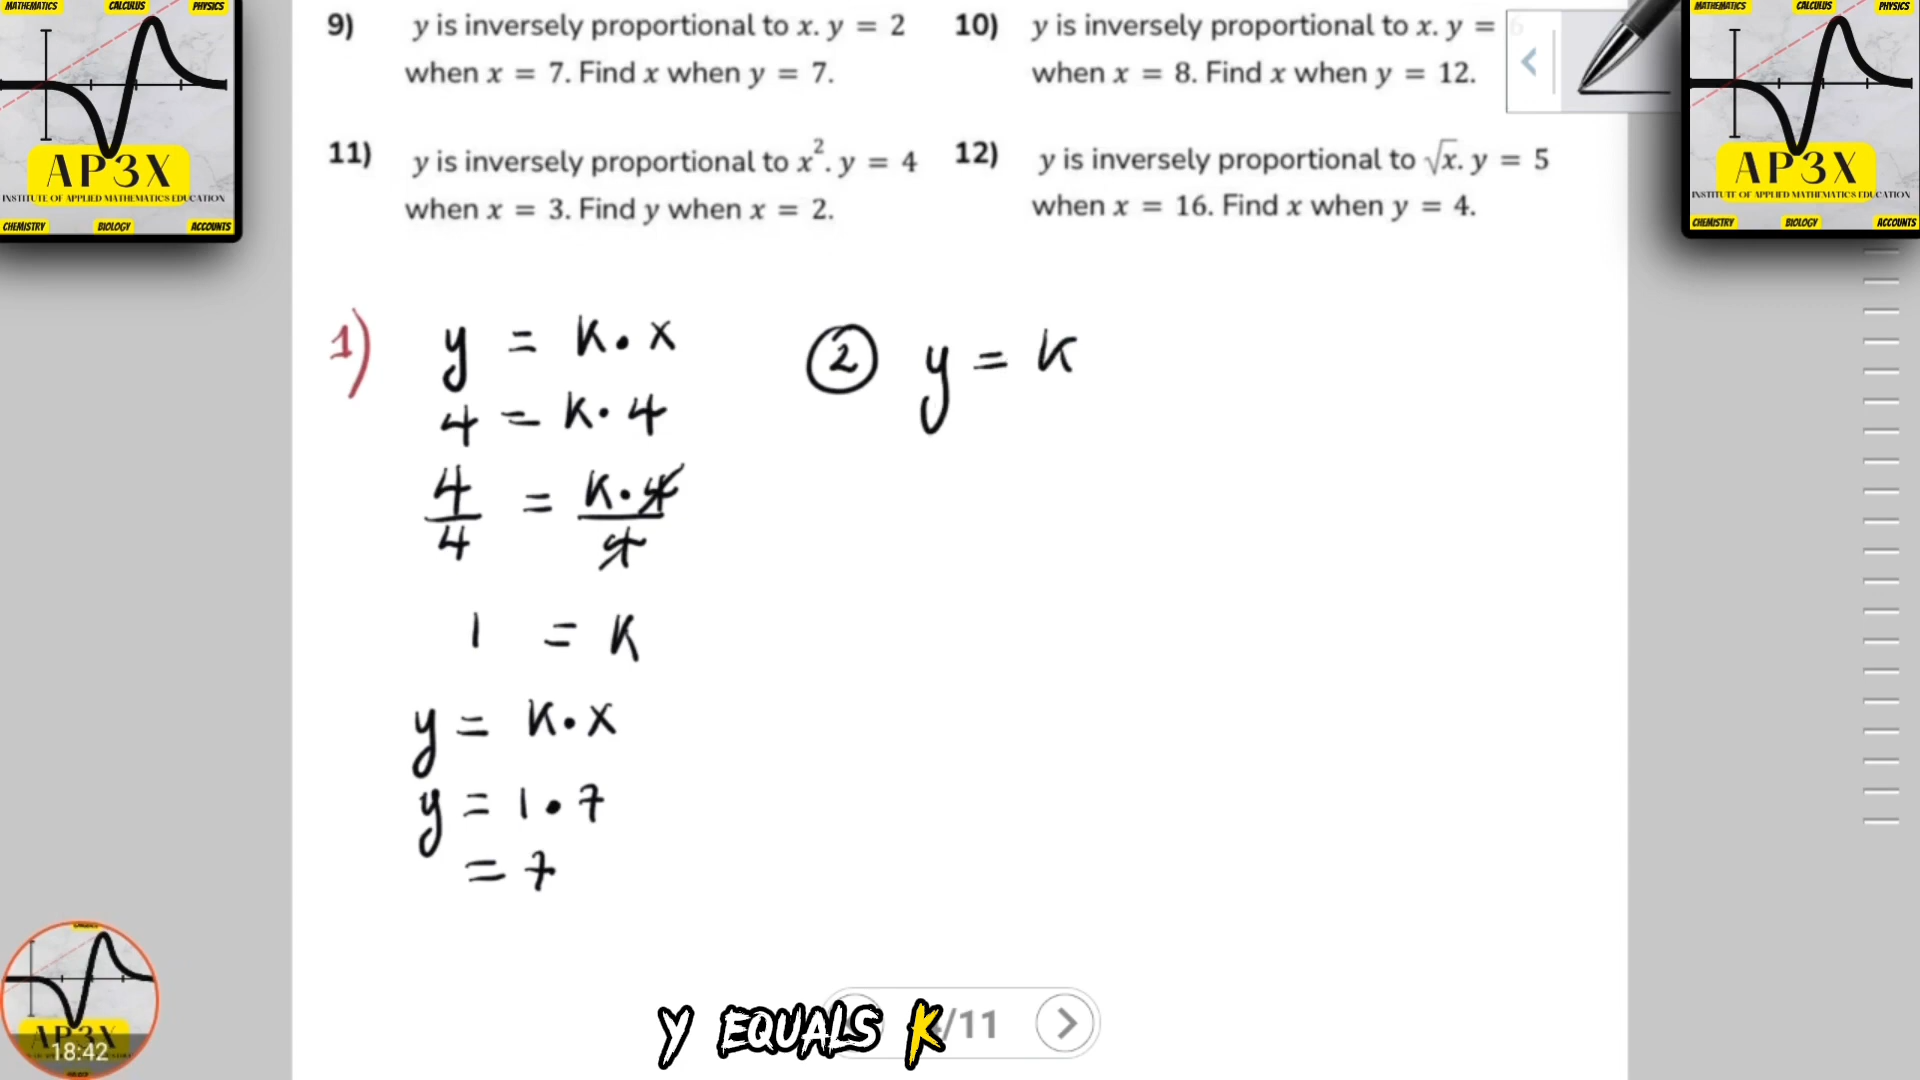 MATHEMATICS CALCULUS PHYSICS
AP3X
INSTITUTE OF APPLIED MATHEMATICS EDUCATION
CHEMISTRY BIOLOGY ACCOUNTS
9) y is inversely proportional to x. y = 2
when x = 7. Find x when y = 7.
10) y is inversely proportional to x. y = 6
when x = 8. Find x when y = 12.
11) y is inversely proportional to x². y = 4
when x = 3. Find y when x = 2.
12) y is inversely proportional to √x. y = 5
when x = 16. Find x when y = 4.
MATHEMATICS CALCULUS PHYSICS
AP3X
INSTITUTE OF APPLIED MATHEMATICS EDUCATION
CHEMISTRY BIOLOGY ACCOUNTS
1) y = k . x
4 = k . 4
4/4 = k . 4/4
1 = k
y = k . x
y = 1 . 7
= 7
2 y = k
AP3X
18:42
Y EQUALS K
/11